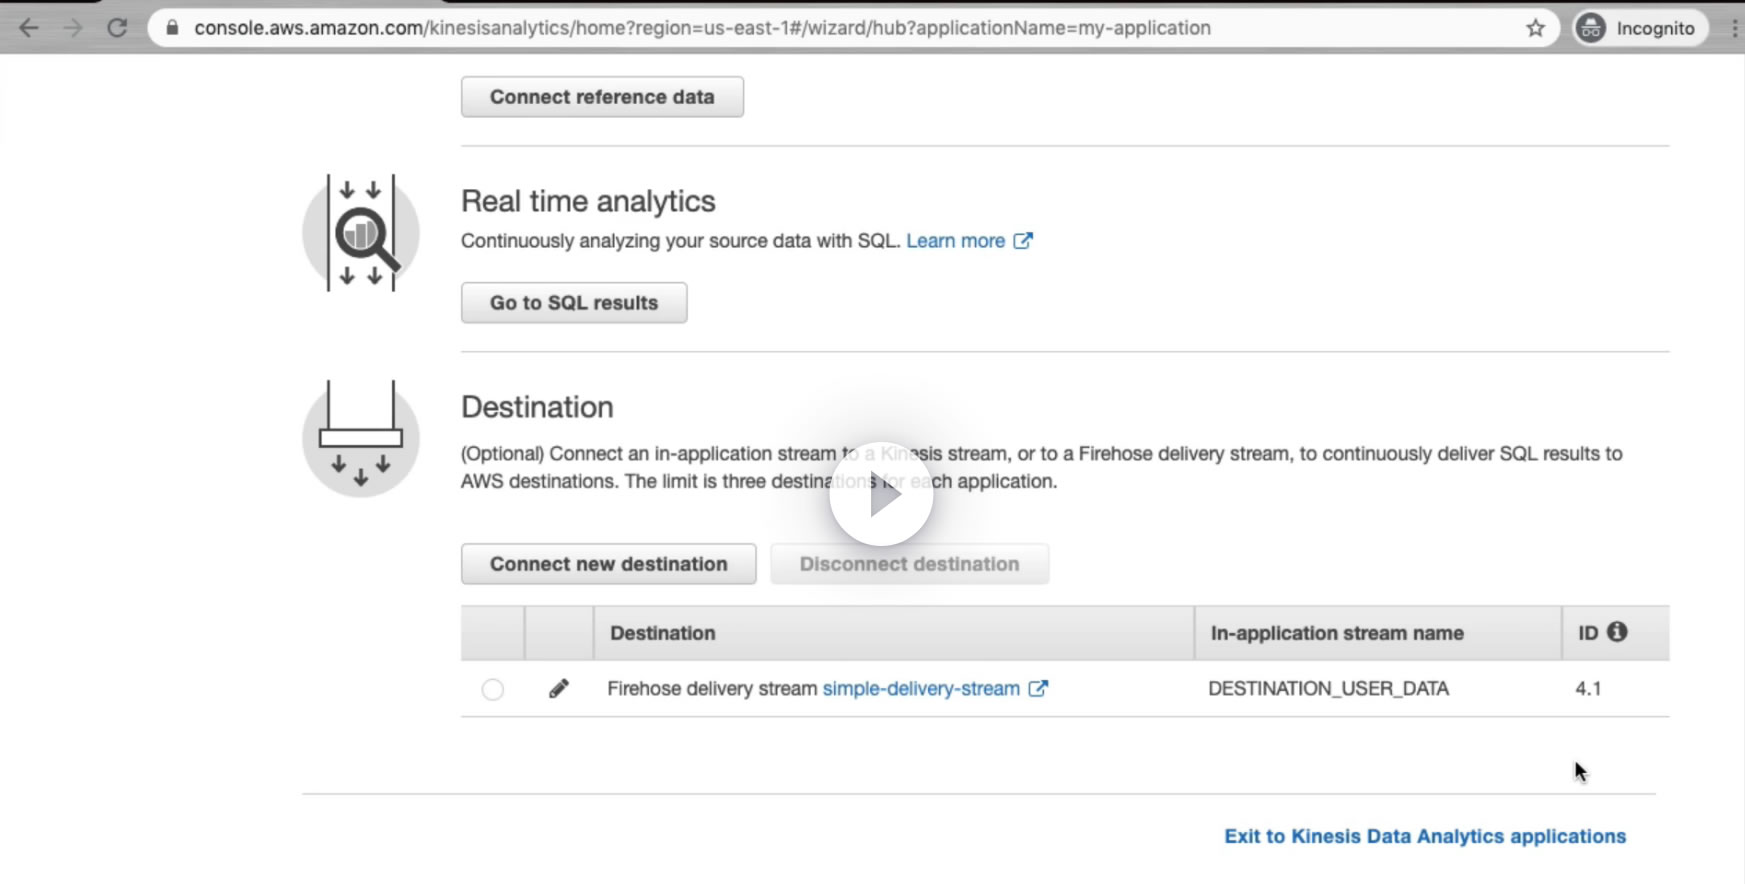 console.aws.amazon.com/kinesisanalytics/home?region=us-east-1#/wizard/hub?applicationName=my-application
Incognito
Connect reference data
Real time analytics
Continuously analyzing your source data with SQL. Learn more
Go to SQL results
Destination
(Optional) Connect an in-application stream to a Kinesis stream, or to a Firehose delivery stream, to continuously deliver SQL results to
AWS destinations. The limit is three destinations for each application.
Connect new destination
Disconnect destination
Destination
In-application stream name
ID
Firehose delivery stream simple-delivery-stream
DESTINATION_USER_DATA
4.1
Exit to Kinesis Data Analytics applications